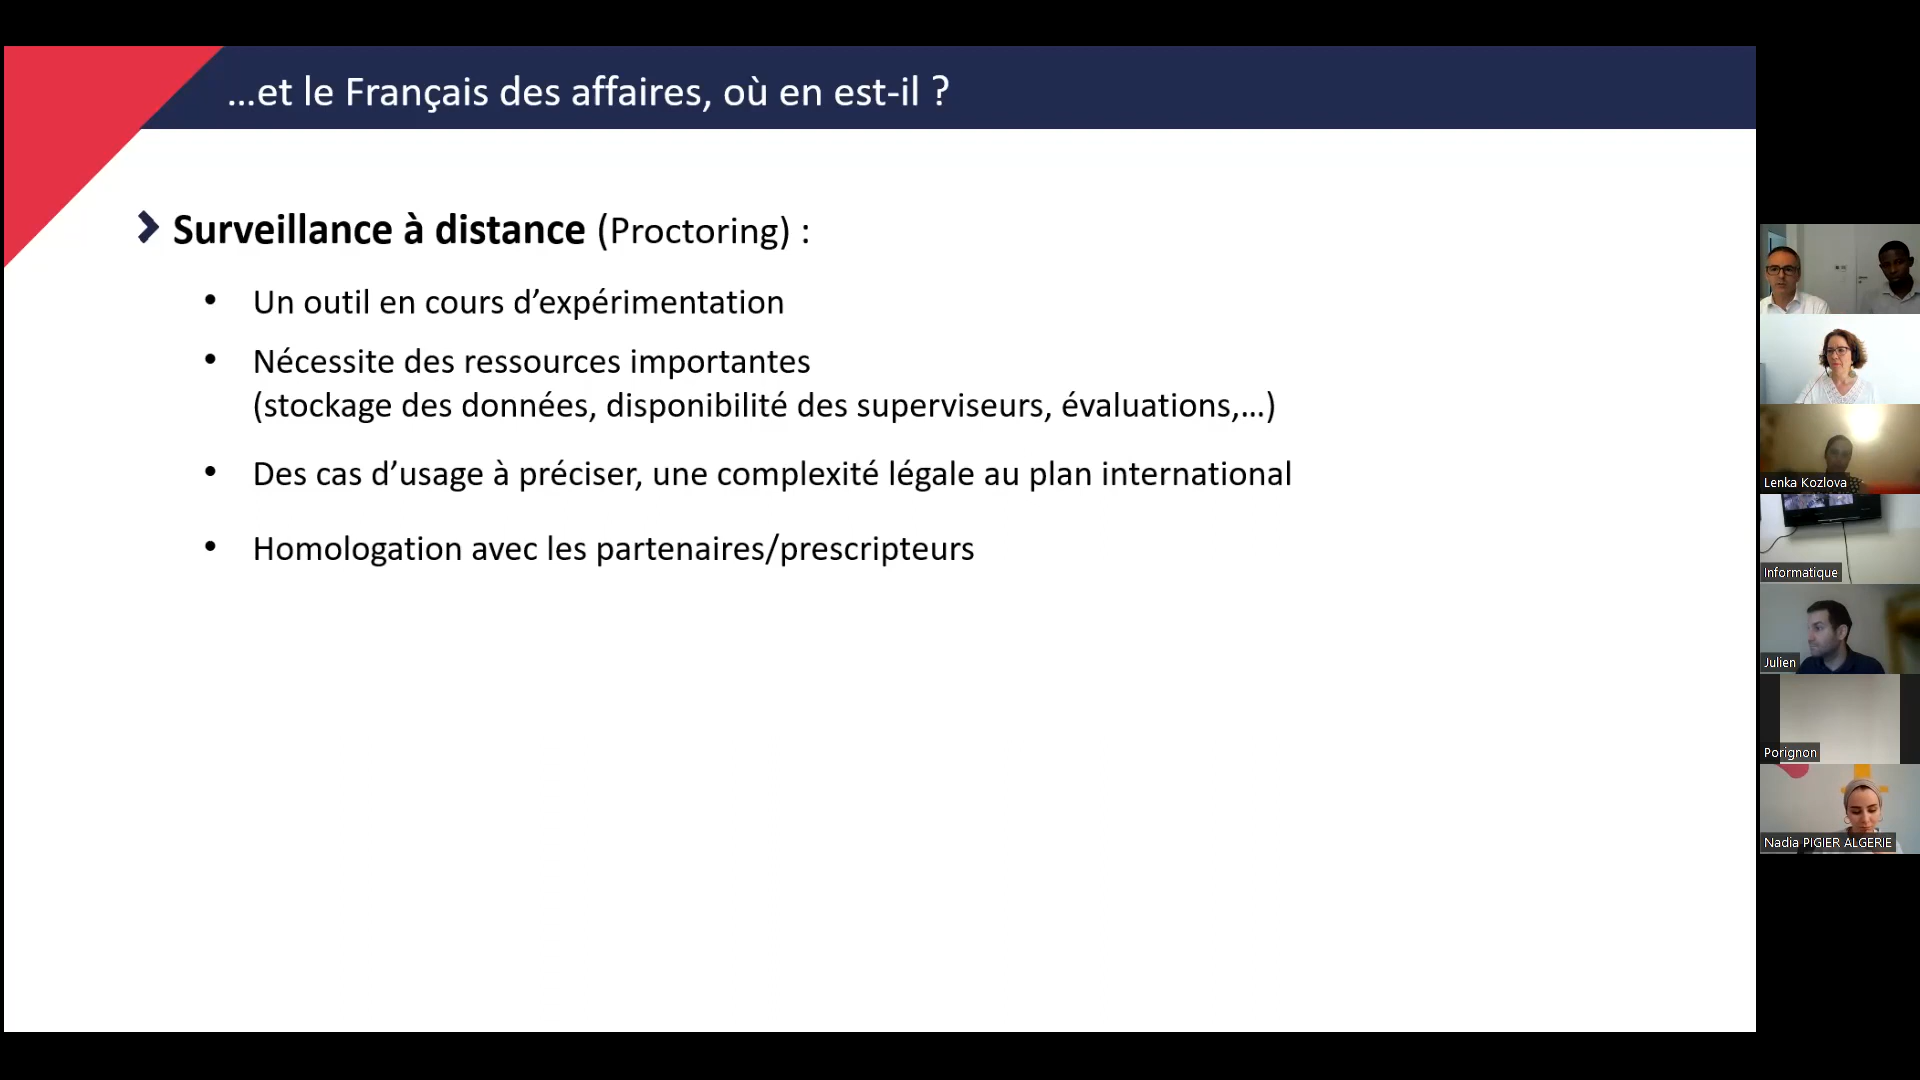 ...et le Français des affaires, où en est-il ?
Surveillance à distance (Proctoring) :
• Un outil en cours d’expérimentation
• Nécessite des ressources importantes
(stockage des données, disponibilité des superviseurs, évaluations,...)
• Des cas d’usage à préciser, une complexité légale au plan international
• Homologation avec les partenaires/prescripteurs
Lenka Kozlova
Informatique
Julien
Porignon
Nadia PIGIER ALGERIE